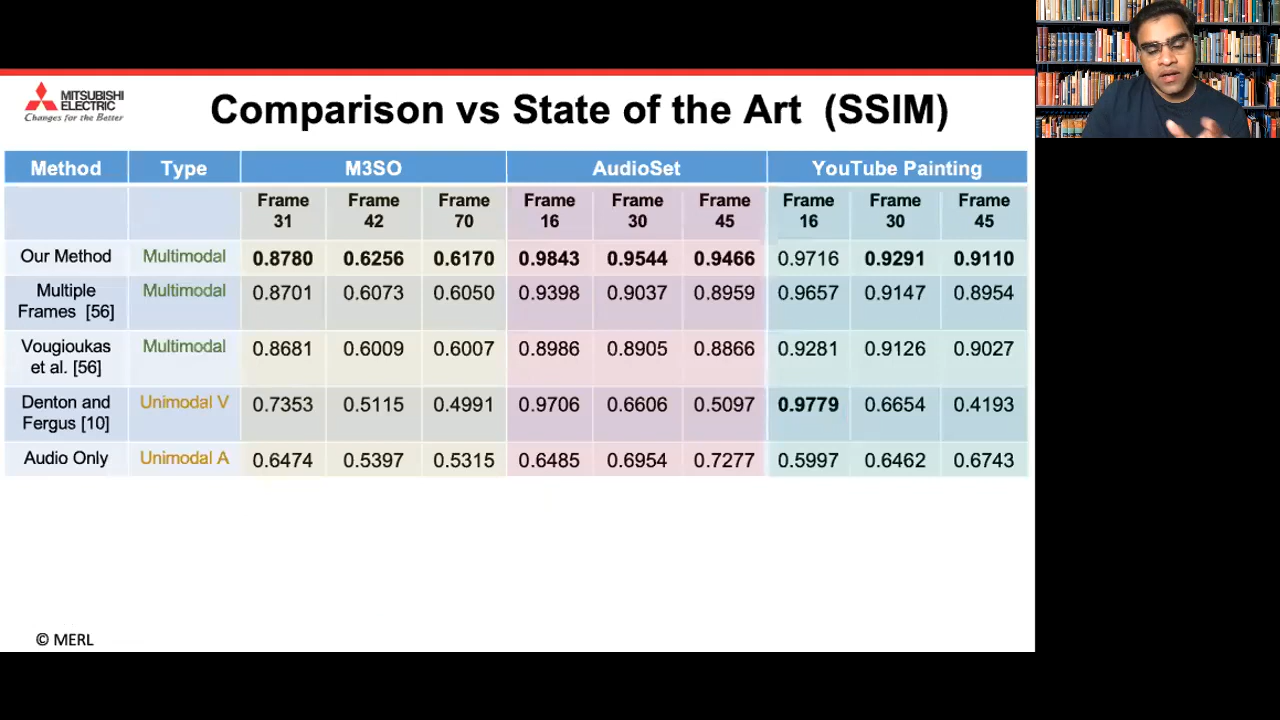 MITSUBISHI
ELECTRIC
Changes for the Better
Comparison vs State of the Art (SSIM)
Method Type M3SO AudioSet YouTube Painting
Frame 31 Frame 42 Frame 70 Frame 16 Frame 30 Frame 45 Frame 16 Frame 30 Frame 45
Our Method Multimodal 0.8780 0.6256 0.6170 0.9843 0.9544 0.9466 0.9716 0.9291 0.9110
Multiple Frames [56] Multimodal 0.8701 0.6073 0.6050 0.9398 0.9037 0.8959 0.9657 0.9147 0.8954
Vougioukas et al. [56] Multimodal 0.8681 0.6009 0.6007 0.8986 0.8905 0.8866 0.9281 0.9126 0.9027
Denton and Fergus [10] Unimodal V 0.7353 0.5115 0.4991 0.9706 0.6606 0.5097 0.9779 0.6654 0.4193
Audio Only Unimodal A 0.6474 0.5397 0.5315 0.6485 0.6954 0.7277 0.5997 0.6462 0.6743
© MERL